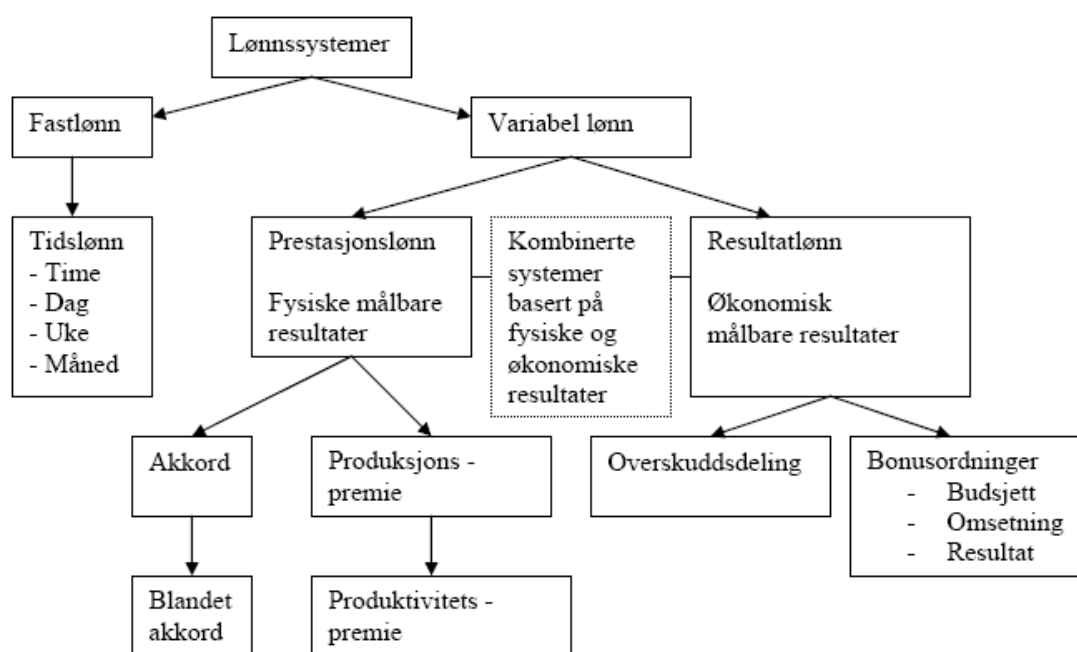 Lønnssystemer
Fastlønn
Variabel lønn
Tidslønn
- Time
- Dag
- Uke
- Måned
Prestasjonslønn
Fysiske målbare
resultater
Kombinerte
systemer
basert på
fysiske og
økonomiske
resultater
Resultatlønn
Økonomisk
målbare resultater
Akkord
Produksjons -
premie
Overskuddsdeling
Bonusordninger
- Budsjett
- Omsetning
- Resultat
Blandet
akkord
Produktivitets -
premie